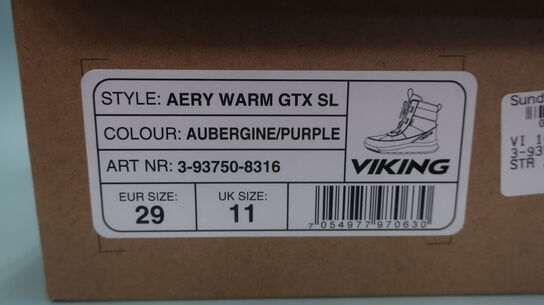 STYLE: AERY WARM GTX SL
COLOUR: AUBERGINE/PURPLE
ART NR: 3-93750-8316
EUR SIZE:
29
UK SIZE:
11
VIKING
7 054977 970630
Sund
VI 1
3-93
STR